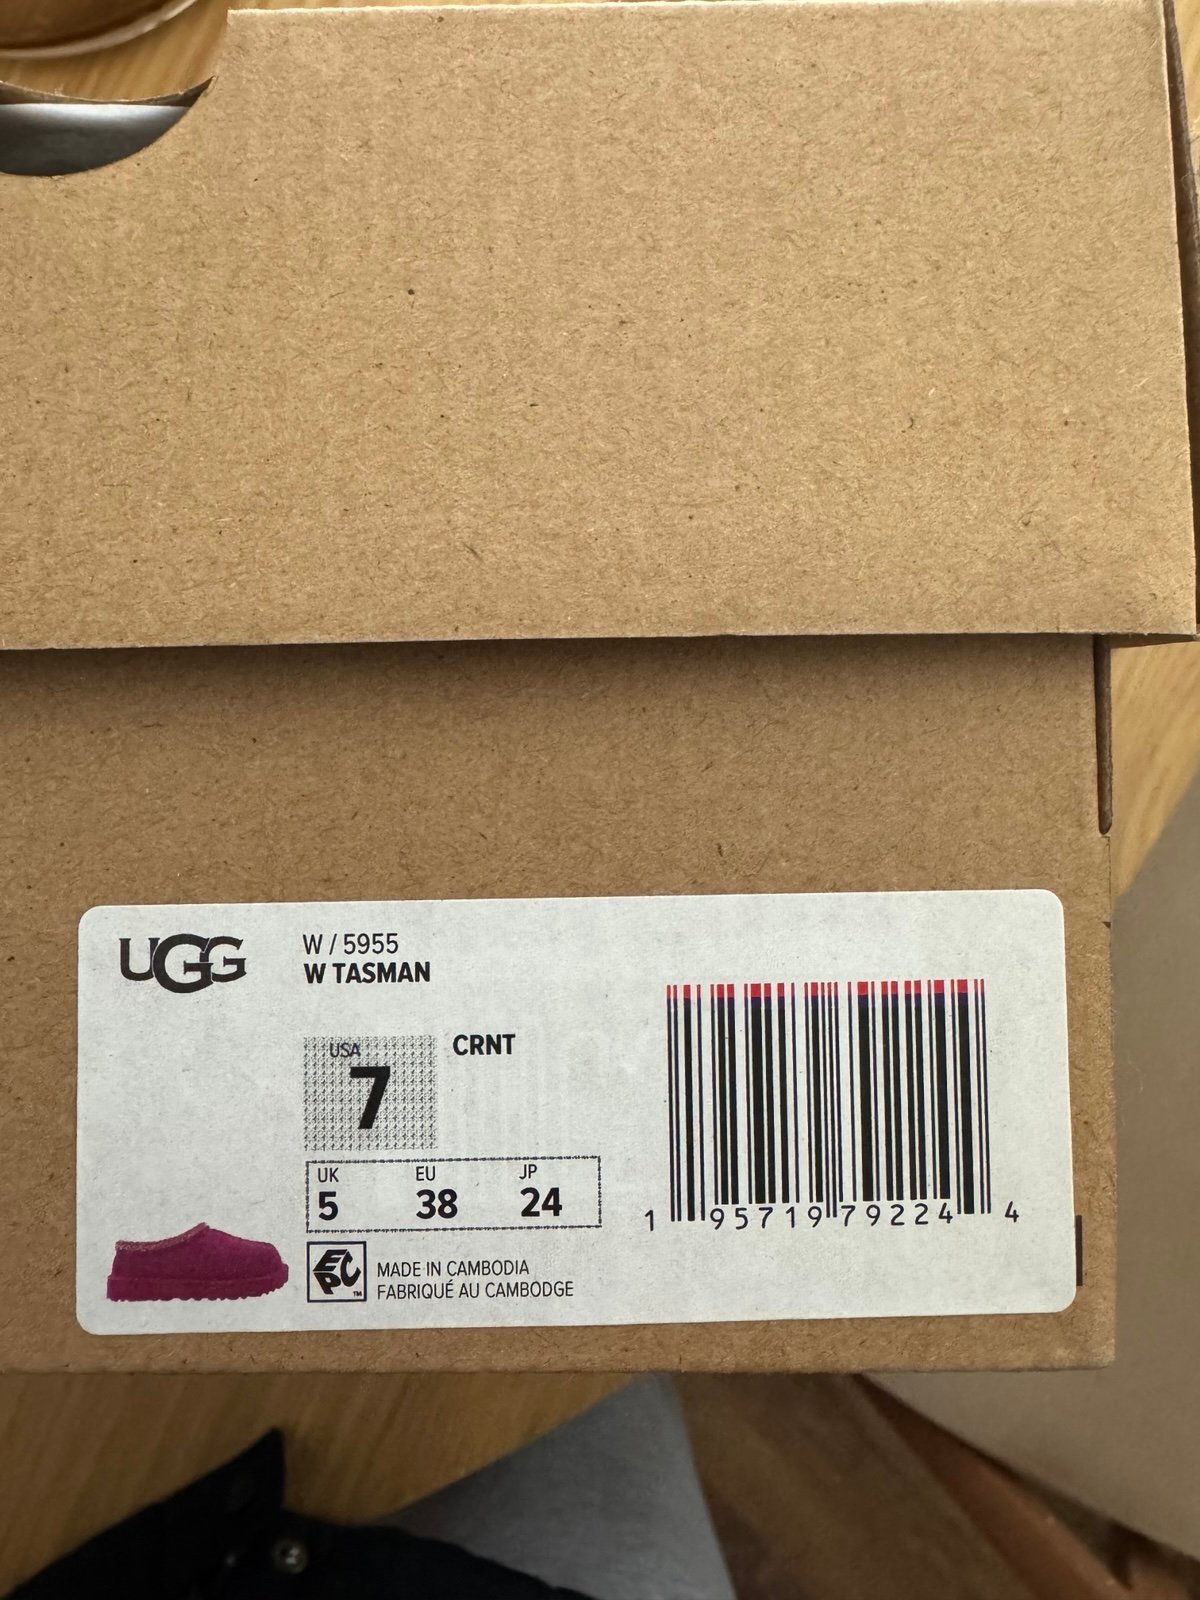 UGG
W / 5955
W TASMAN
USA
7
CRNT
UK EU JP
5 38 24
EPC™
MADE IN CAMBODIA
FABRIQUÉ AU CAMBODGE
1 95719 79224 4